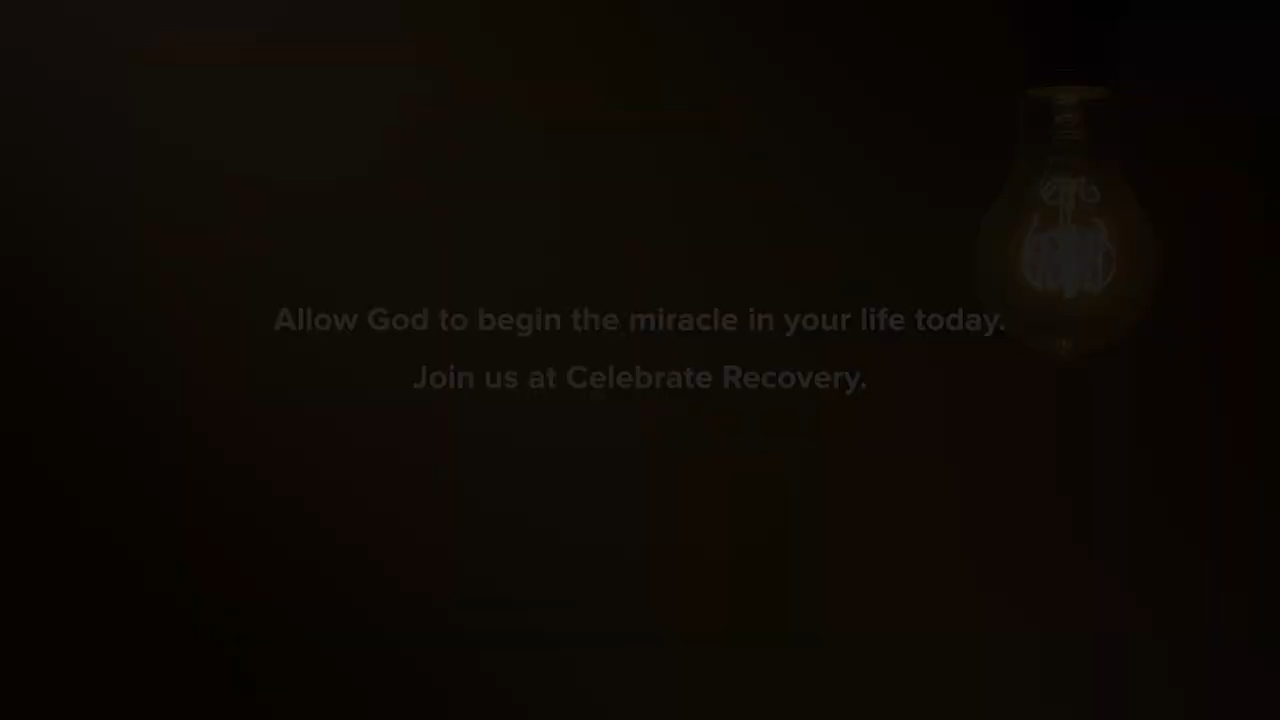 Allow God to begin the miracle in your life today.
Join us at Celebrate Recovery.